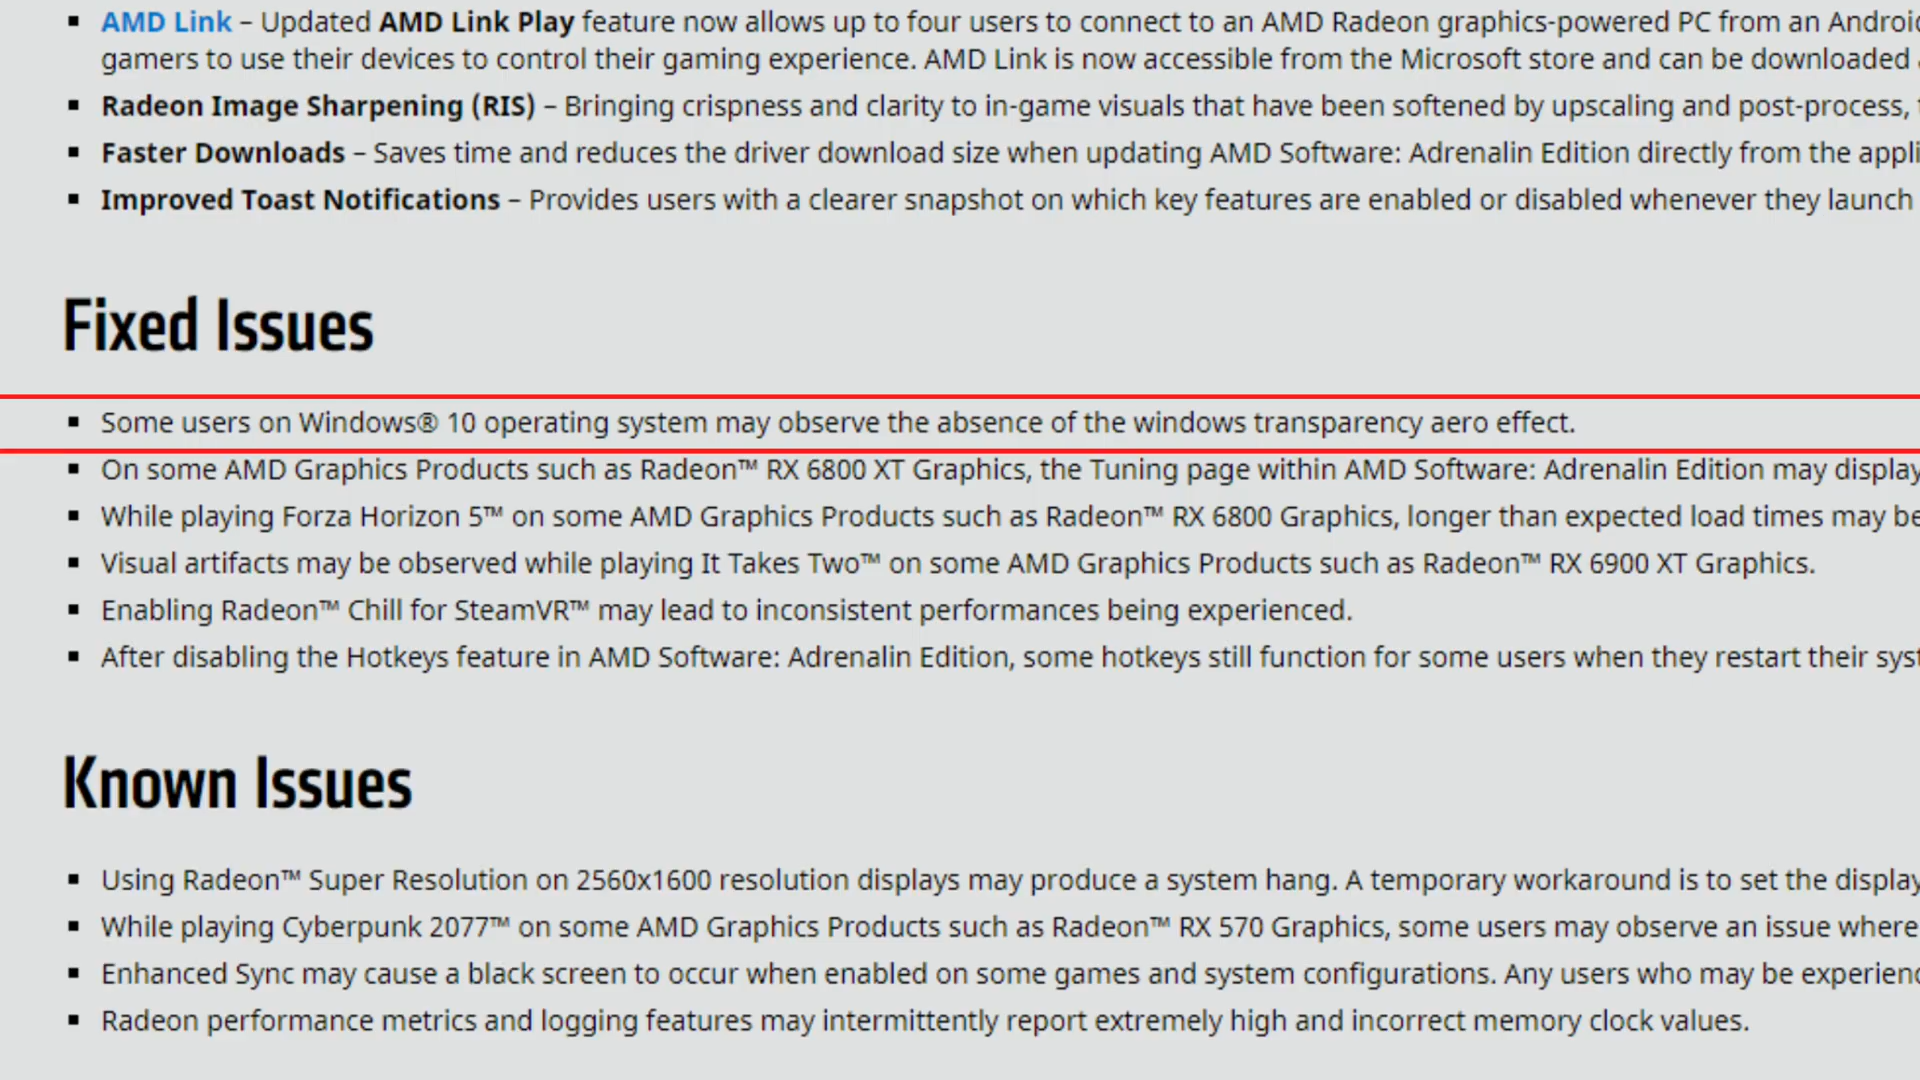 AMD Link – Updated AMD Link Play feature now allows up to four users to connect to an AMD Radeon graphics-powered PC from an Android
gamers to use their devices to control their gaming experience. AMD Link is now accessible from the Microsoft store and can be downloaded
Radeon Image Sharpening (RIS) – Bringing crispness and clarity to in-game visuals that have been softened by upscaling and post-process,
Faster Downloads – Saves time and reduces the driver download size when updating AMD Software: Adrenalin Edition directly from the appli
Improved Toast Notifications – Provides users with a clearer snapshot on which key features are enabled or disabled whenever they launch
Fixed Issues
Some users on Windows® 10 operating system may observe the absence of the windows transparency aero effect.
On some AMD Graphics Products such as Radeon™ RX 6800 XT Graphics, the Tuning page within AMD Software: Adrenalin Edition may display
While playing Forza Horizon 5™ on some AMD Graphics Products such as Radeon™ RX 6800 Graphics, longer than expected load times may be
Visual artifacts may be observed while playing It Takes Two™ on some AMD Graphics Products such as Radeon™ RX 6900 XT Graphics.
Enabling Radeon™ Chill for SteamVR™ may lead to inconsistent performances being experienced.
After disabling the Hotkeys feature in AMD Software: Adrenalin Edition, some hotkeys still function for some users when they restart their syst
Known Issues
Using Radeon™ Super Resolution on 2560x1600 resolution displays may produce a system hang. A temporary workaround is to set the display
While playing Cyberpunk 2077™ on some AMD Graphics Products such as Radeon™ RX 570 Graphics, some users may observe an issue where
Enhanced Sync may cause a black screen to occur when enabled on some games and system configurations. Any users who may be experienc
Radeon performance metrics and logging features may intermittently report extremely high and incorrect memory clock values.